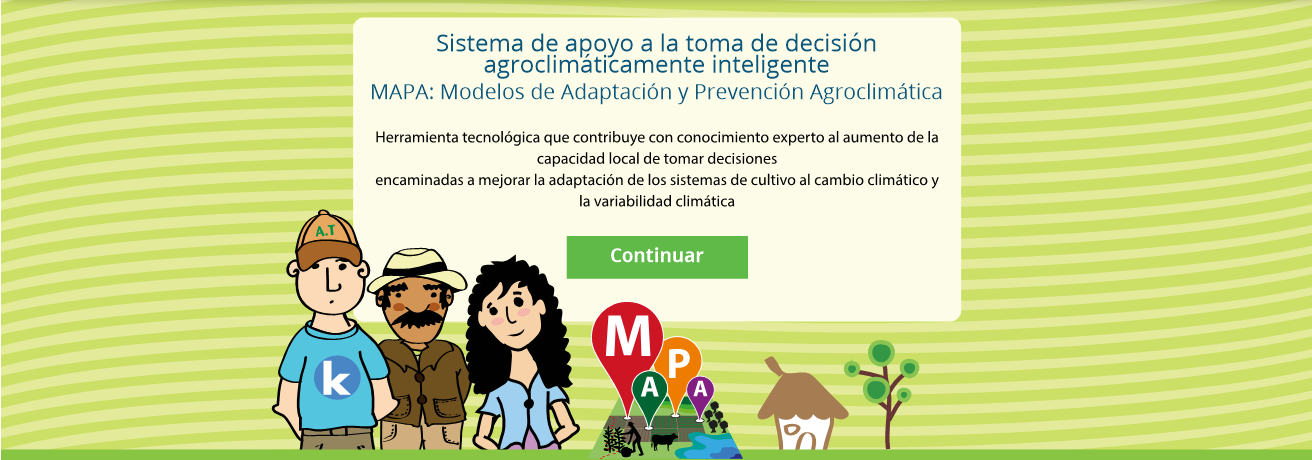 Sistema de apoyo a la toma de decisión
agroclimáticamente inteligente
MAPA: Modelos de Adaptación y Prevención Agroclimática
Herramienta tecnológica que contribuye con conocimiento experto al aumento de la
capacidad local de tomar decisiones
encaminadas a mejorar la adaptación de los sistemas de cultivo al cambio climático y
la variabilidad climática
Continuar
A.T
k
M
A
P
A